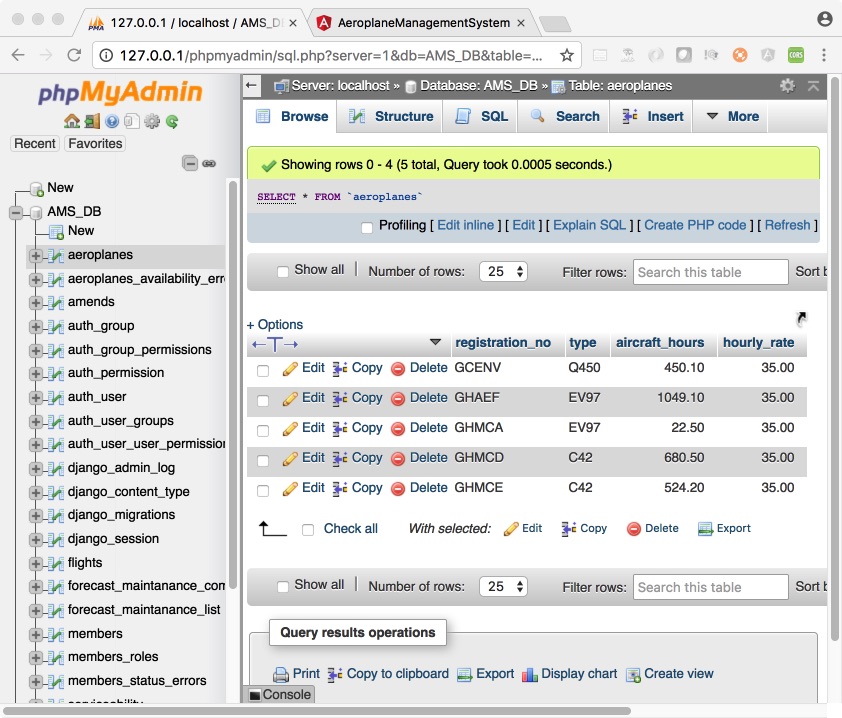 127.0.0.1 / localhost / AMS_D
AeroplaneManagementSystem
127.0.0.1/phpmyadmin/sql.php?server=1&db=AMS_DB&table=...
CORS
phpMyAdmin
Recent Favorites
New
AMS_DB
New
aeroplanes
aeroplanes_availability_erro
amends
auth_group
auth_group_permissions
auth_permission
auth_user
auth_user_groups
auth_user_user_permission
django_admin_log
django_content_type
django_migrations
django_session
flights
forecast_maintanance_com
forecast_maintanance_list
members
members_roles
members_status_errors
Server: localhost » Database: AMS_DB » Table: aeroplanes
Browse Structure SQL Search Insert More
Showing rows 0 - 4 (5 total, Query took 0.0005 seconds.)
SELECT * FROM `aeroplanes`
Profiling [ Edit inline ] [ Edit ] [ Explain SQL ] [ Create PHP code ] [ Refresh ]
Show all | Number of rows: 25 Filter rows: Search this table Sort b
+ Options
←T→ registration_no type aircraft_hours hourly_rate
Edit Copy Delete GCENV Q450 450.10 35.00
Edit Copy Delete GHAEF EV97 1049.10 35.00
Edit Copy Delete GHMCA EV97 22.50 35.00
Edit Copy Delete GHMCD C42 680.50 35.00
Edit Copy Delete GHMCE C42 524.20 35.00
Check all With selected: Edit Copy Delete Export
Show all | Number of rows: 25 Filter rows: Search this table Sort b
Query results operations
Print Copy to clipboard Export Display chart Create view
Console